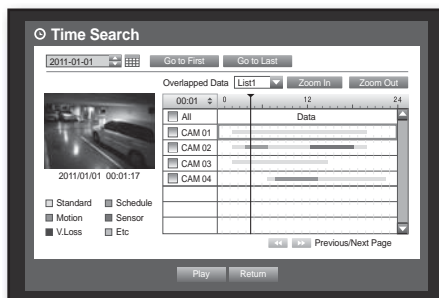 Time Search
2011-01-01
Go to First
Go to Last
Overlapped Data
List1
Zoom In
Zoom Out
00:01
0
12
24
All
Data
CAM 01
CAM 02
CAM 03
CAM 04
2011/01/01 00:01:17
Standard
Schedule
Motion
Sensor
V.Loss
Etc
Previous/Next Page
Play
Return